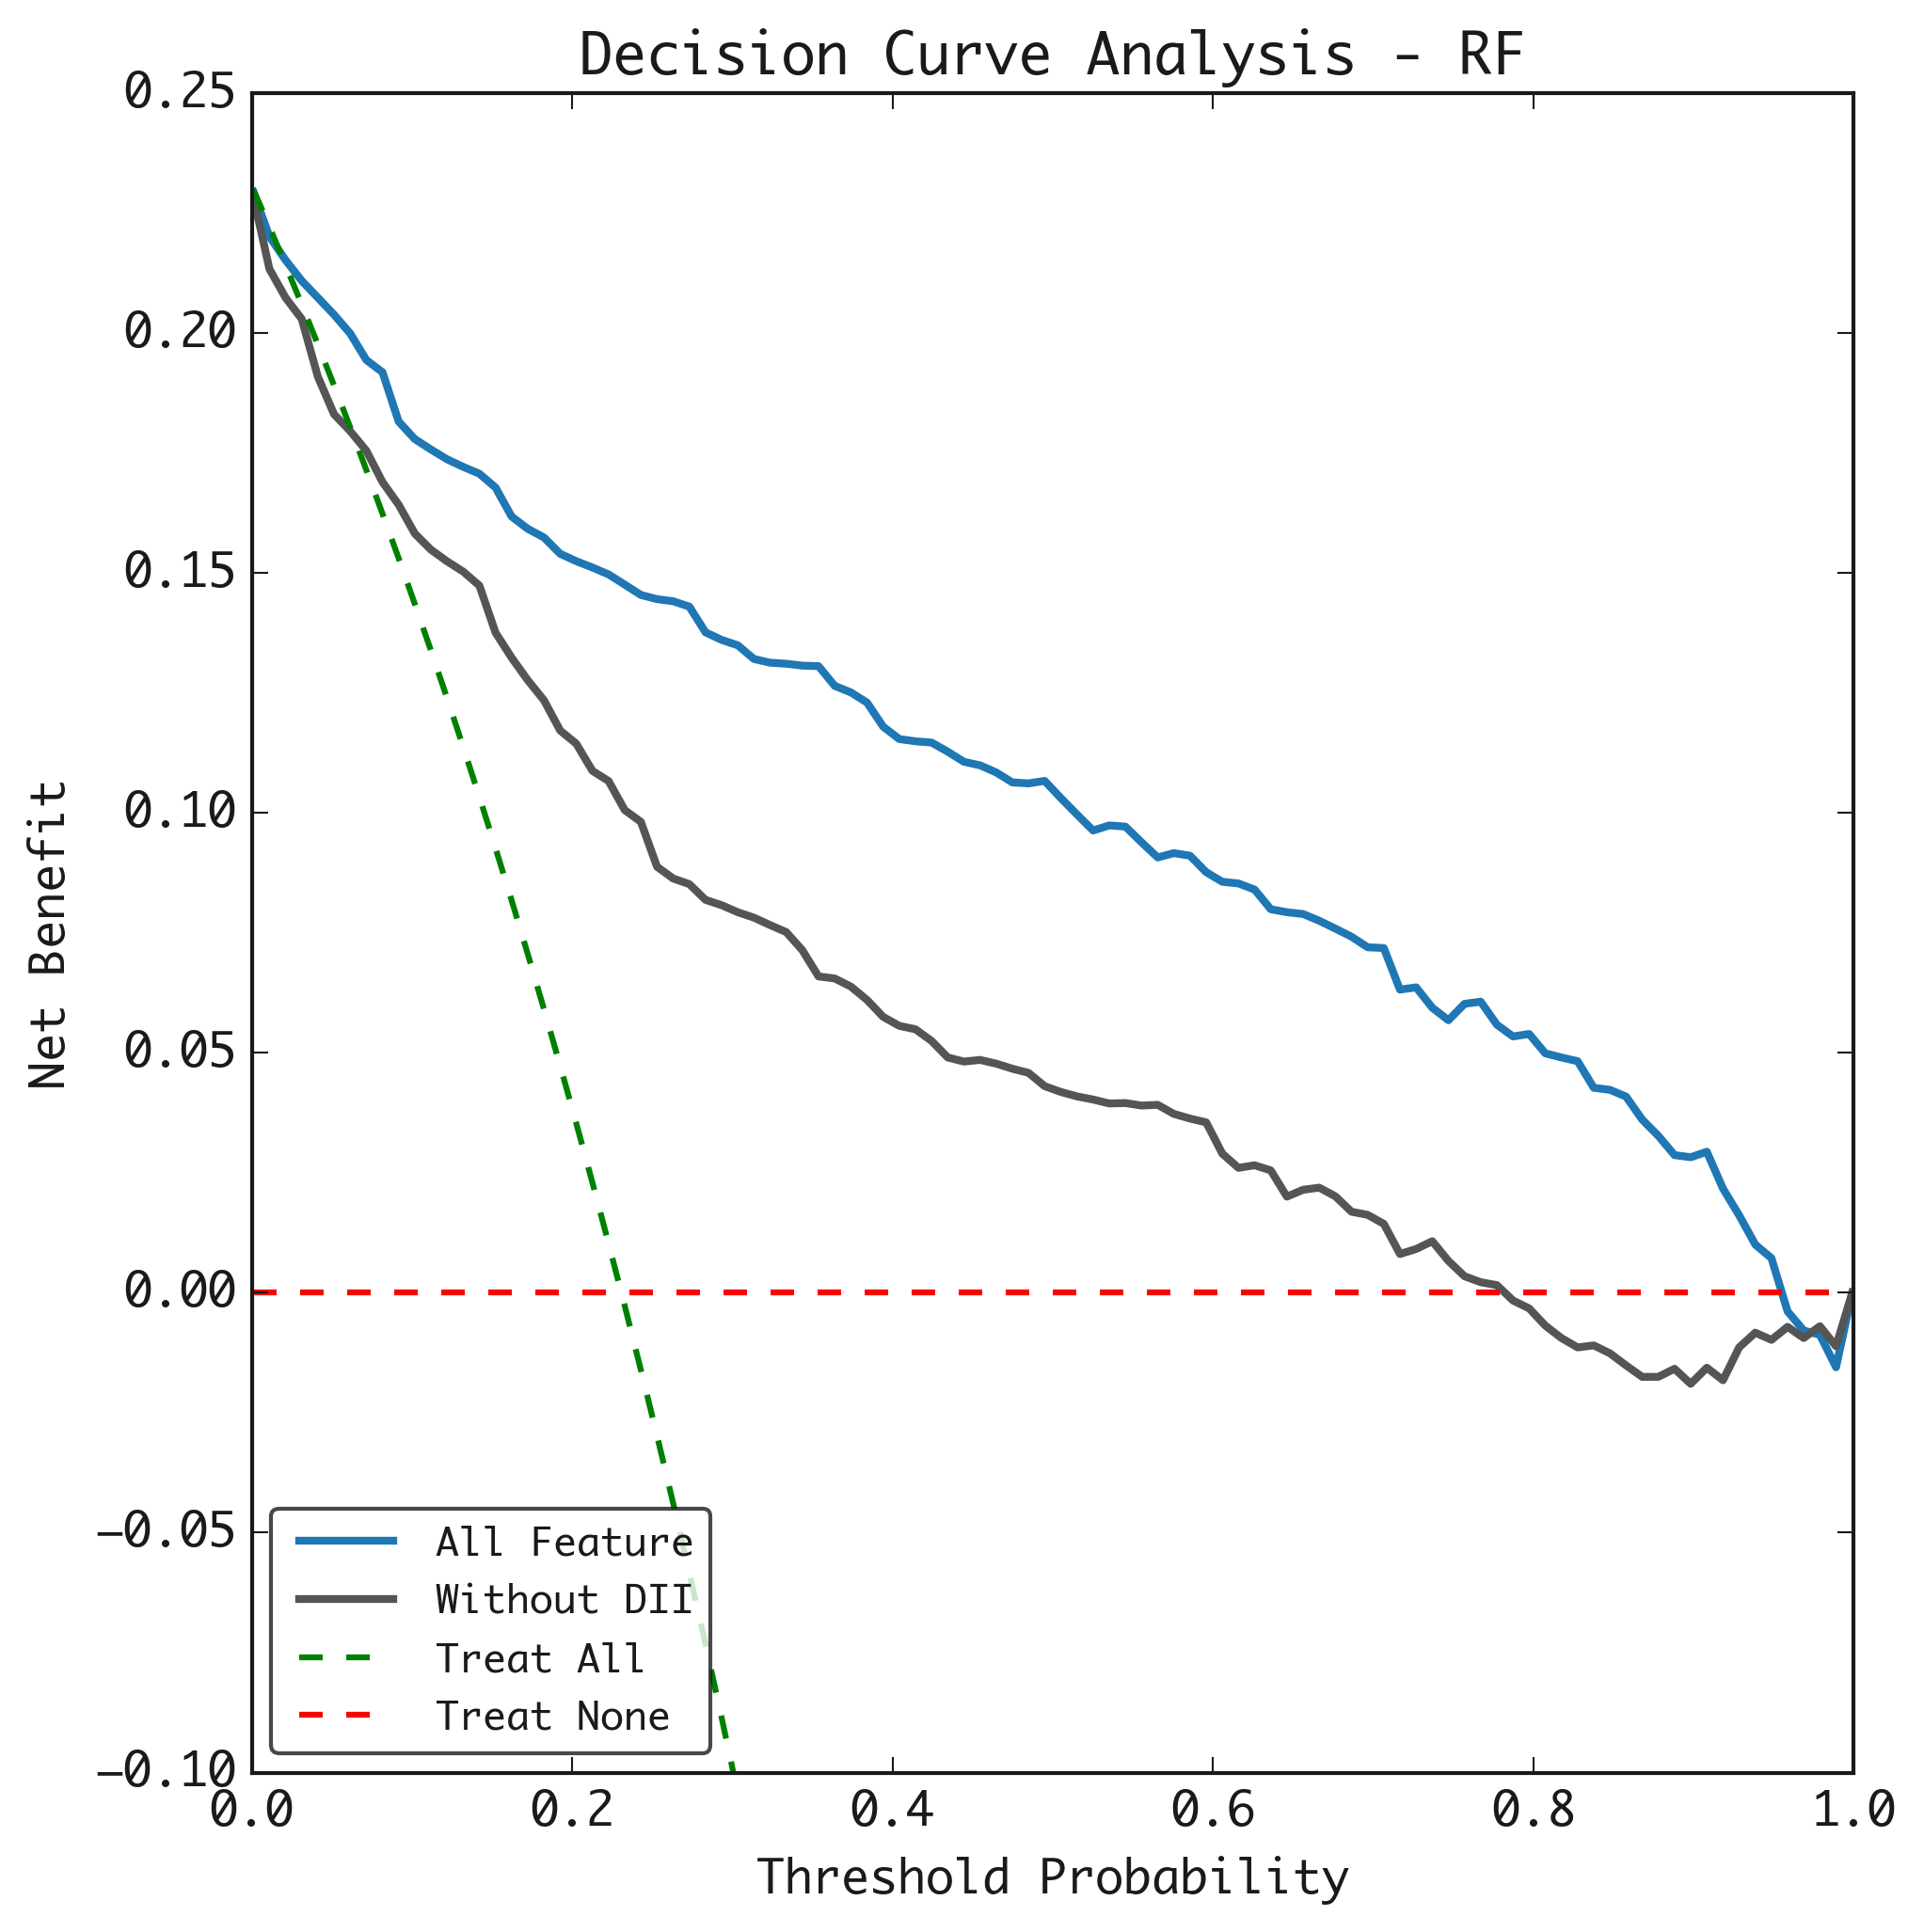 Decision Curve Analysis - RF
0.25
0.20
0.15
0.10
0.05
0.00
−0.05
−0.10
Net Benefit
All Feature
Without DII
Treat All
Treat None
0.0 0.2 0.4 0.6 0.8 1.0
Threshold Probability